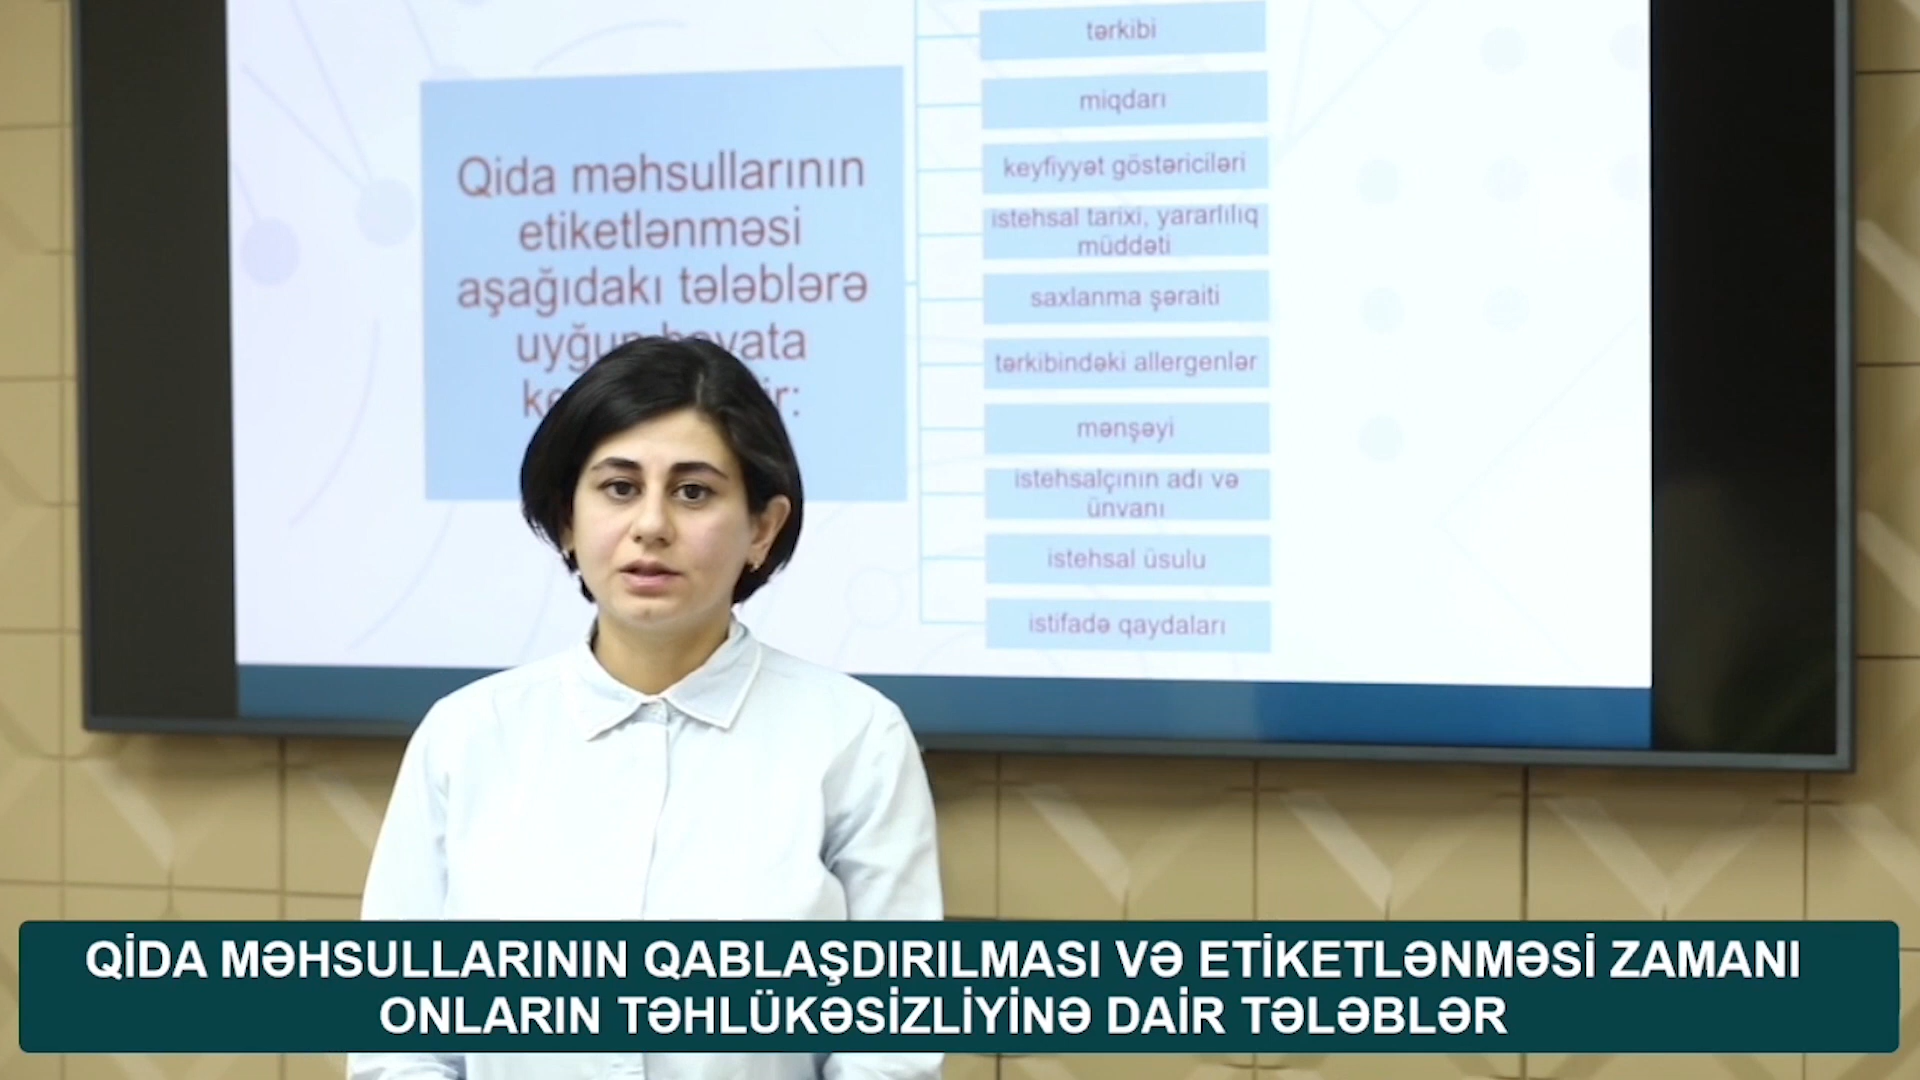 Qida məhsullarının
etiketlənməsi
aşağıdakı tələblərə
uyğun həyata
tərkibi
miqdarı
keyfiyyət göstəriciləri
istehsal tarixi, yararlılıq
müddəti
saxlanma şəraiti
tərkibindəki allergenlər
mənşəyi
istehsalçının adı və
ünvanı
istehsal üsulu
istifadə qaydaları
QİDA MƏHSULLARININ QABLAŞDIRILMASI VƏ ETİKETLƏNMƏSİ ZAMANI
ONLARIN TƏHLÜKƏSİZLİYİNƏ DAİR TƏLƏBLƏR